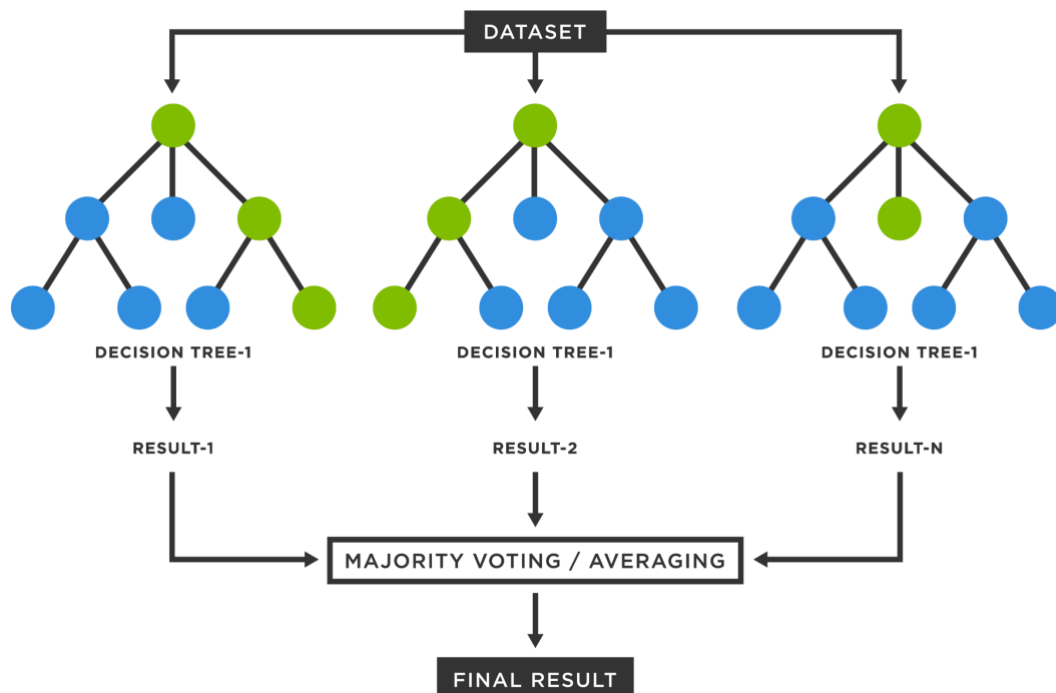 DATASET
DECISION TREE-1
DECISION TREE-1
DECISION TREE-1
RESULT-1
RESULT-2
RESULT-N
MAJORITY VOTING / AVERAGING
FINAL RESULT